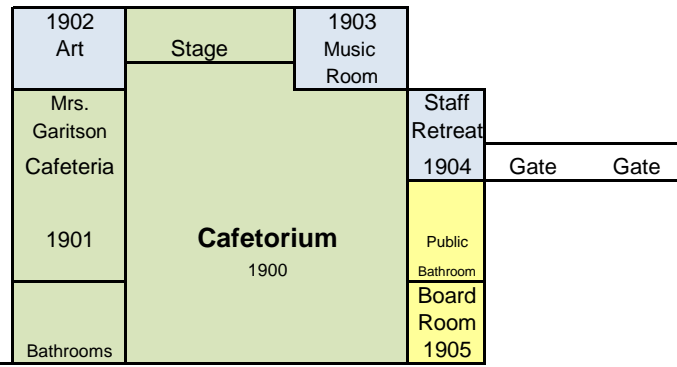 1902
Art
Stage
1903
Music
Room
Mrs.
Garitson
Cafeteria
1901
Staff
Retreat
1904
Gate Gate
Cafetorium
1900
Public
Bathroom
Board
Room
1905
Bathrooms